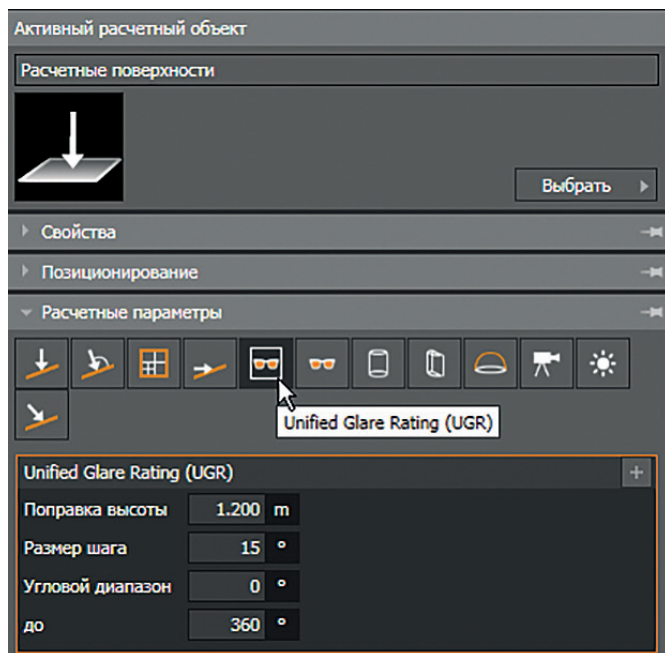 Активный расчетный объект
Расчетные поверхности
Выбрать
Свойства
Позиционирование
Расчетные параметры
Unified Glare Rating (UGR)
Unified Glare Rating (UGR)
Поправка высоты 1.200 m
Размер шага 15 °
Угловой диапазон 0 °
до 360 °